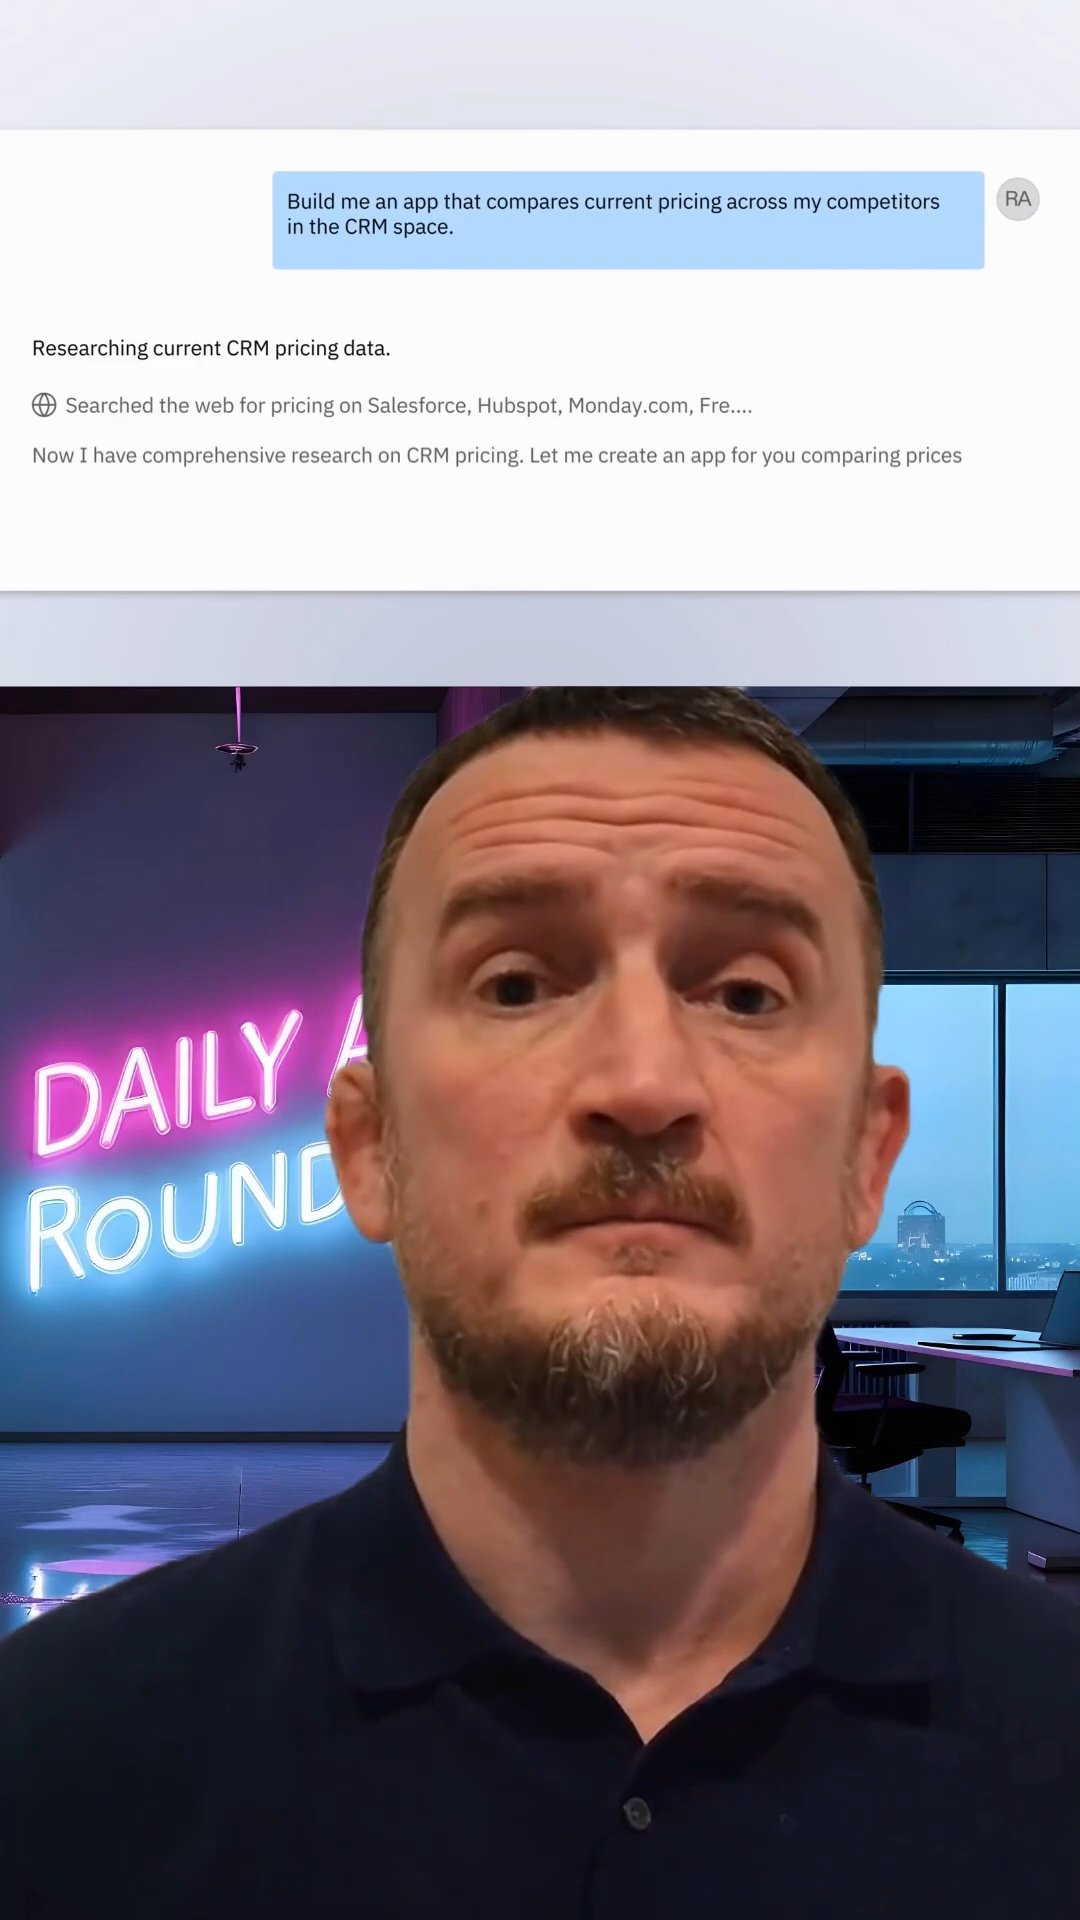 Build me an app that compares current pricing across my competitors
in the CRM space.
RA
Researching current CRM pricing data.
Searched the web for pricing on Salesforce, Hubspot, Monday.com, Fre....
Now I have comprehensive research on CRM pricing. Let me create an app for you comparing prices
DAILY
ROUND